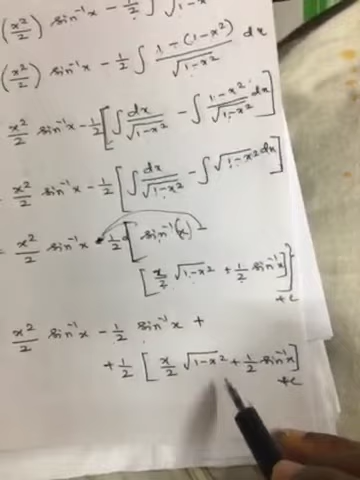 (x²/2) sin⁻¹x - 1/2 ∫ √1-x²
(x²/2) sin⁻¹x - 1/2 ∫ 1-(1-x²)/√1-x² dx
x²/2 sin⁻¹x - 1/2 [∫ dx/√1-x² - ∫ 1-x²/√1-x² dx]
x²/2 sin⁻¹x - 1/2 [∫ dx/√1-x² - ∫ √1-x² dx]
= x²/2 sin⁻¹x - 1/2 [sin⁻¹(x) -
[x/2 √1-x² + 1/2 sin⁻¹x]]
+c
x²/2 sin⁻¹x - 1/2 sin⁻¹x +
+ 1/2 [x/2 √1-x² + 1/2 sin⁻¹x]
+c